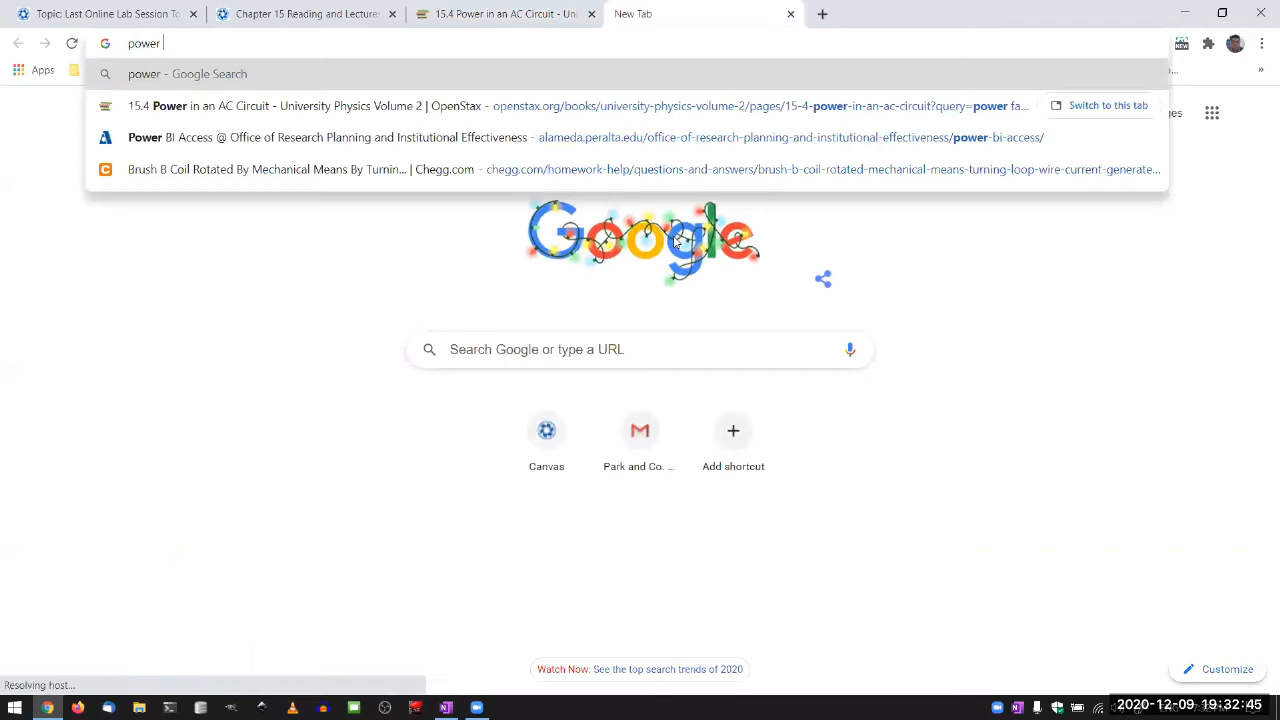 Topic: Last Online Lab Session To
Chapter 15 Reading and Lectures
15.4 Power in an AC Circuit - Uni
New Tab
power
NEW
Apps
power - Google Search
15.4 Power in an AC Circuit - University Physics Volume 2 | OpenStax - openstax.org/books/university-physics-volume-2/pages/15-4-power-in-an-ac-circuit?query=power fa...
Switch to this tab
Power BI Access @ Office of Research Planning and Institutional Effectiveness - alameda.peralta.edu/office-of-research-planning-and-institutional-effectiveness/power-bi-access/
Brush B Coil Rotated By Mechanical Means By Turnin... | Chegg.com - chegg.com/homework-help/questions-and-answers/brush-b-coil-rotated-mechanical-means-turning-loop-wire-current-generate...
Google
Search Google or type a URL
Canvas
Park and Co. ...
Add shortcut
Watch Now: See the top search trends of 2020
Customize
Resolving host...
2020-12-09 19:32:45